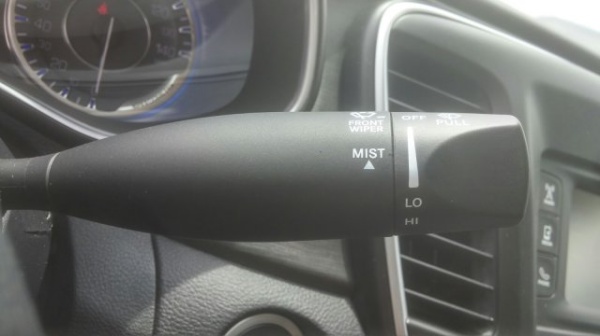 FRONT
WIPER
MIST
OFF
PULL
LO
HI